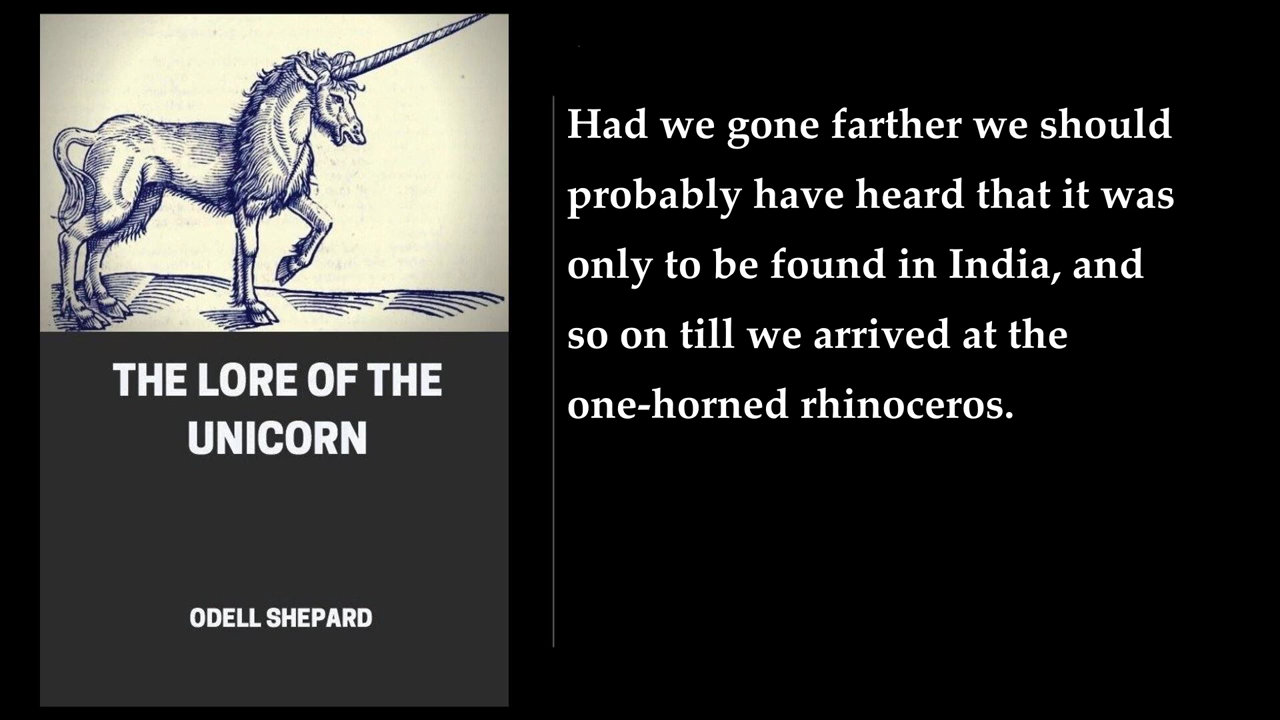 THE LORE OF THE
UNICORN
ODELL SHEPARD
Had we gone farther we should
probably have heard that it was
only to be found in India, and
so on till we arrived at the
one-horned rhinoceros.